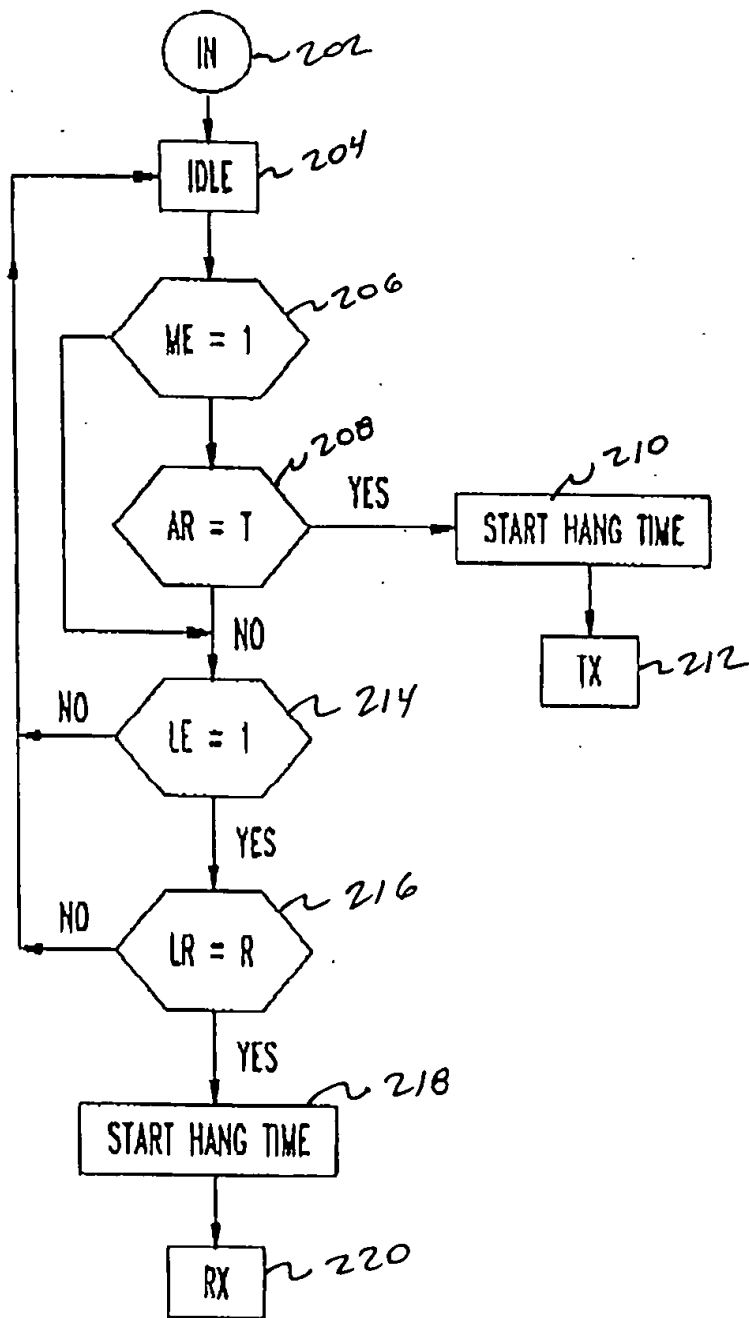 IN
202
IDLE
204
ME = 1
206
AR = T
208
YES
START HANG TIME
210
TX
212
NO
LE = 1
214
NO
YES
LR = R
216
NO
YES
START HANG TIME
218
RX
220